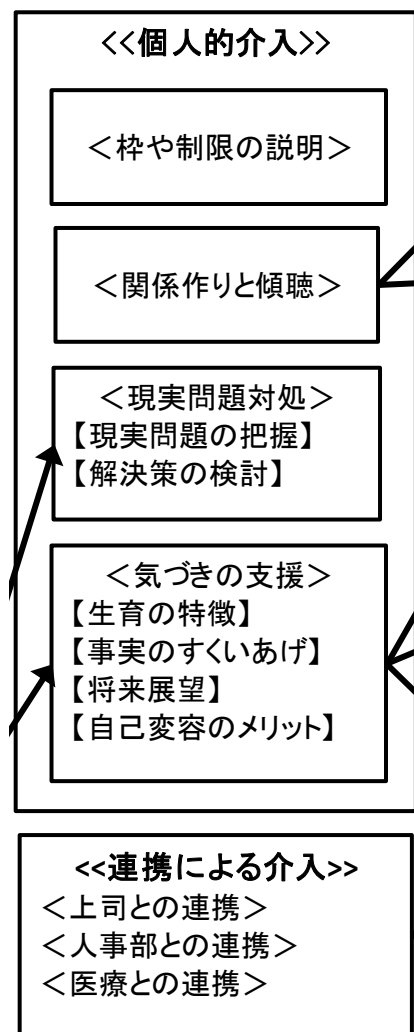 <<個人的介入>>
＜枠や制限の説明＞
＜関係作りと傾聴＞
＜現実問題対処＞
【現実問題の把握】
【解決策の検討】
＜気づきの支援＞
【生育の特徴】
【事実のすくいあげ】
【将来展望】
【自己変容のメリット】
<<連携による介入>>
＜上司との連携＞
＜人事部との連携＞
＜医療との連携＞